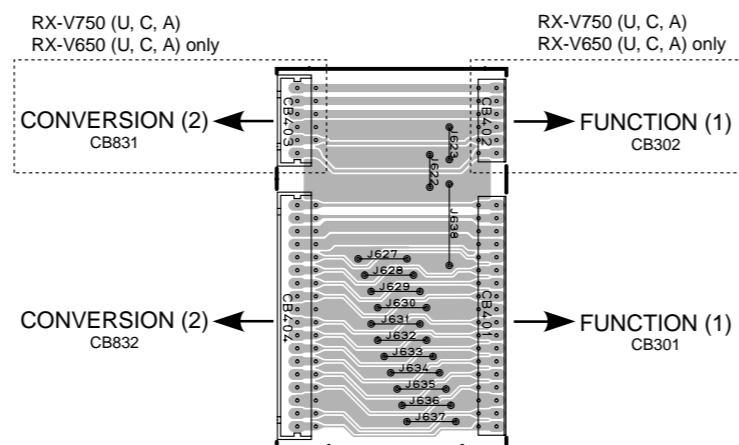 RX-V750 (U, C, A)
RX-V650 (U, C, A) only
RX-V750 (U, C, A)
RX-V650 (U, C, A) only
CONVERSION (2)
CB831
CB403
CB402
FUNCTION (1)
CB302
J623
J622
J638
J627
J628
J629
J630
J631
J632
J633
J634
J635
J636
J637
CONVERSION (2)
CB832
CB404
CB401
FUNCTION (1)
CB301